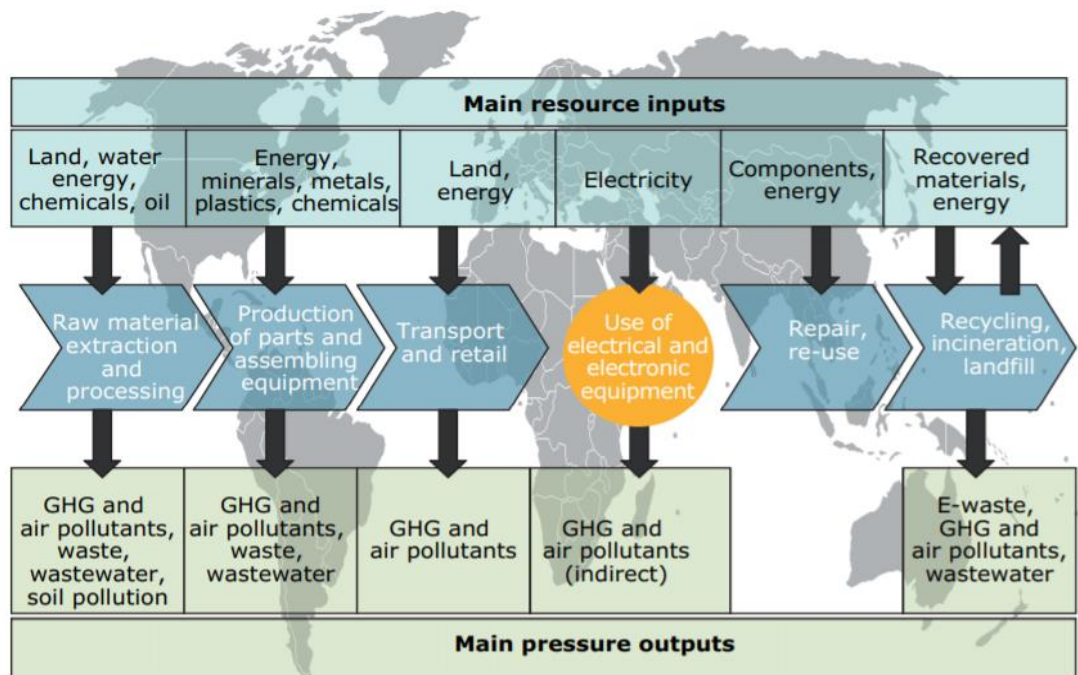 Main resource inputs
Land, water
energy,
chemicals, oil
Energy,
minerals, metals,
plastics, chemicals
Land,
energy
Electricity
Components,
energy
Recovered
materials,
energy
Raw material
extraction
and
processing
Production
of parts and
assembling
equipment
Transport
and retail
Use of
electrical and
electronic
equipment
Repair,
re-use
Recycling,
incineration,
landfill
GHG and
air pollutants,
waste,
wastewater,
soil pollution
GHG and
air pollutants,
waste,
wastewater
GHG and
air pollutants
GHG and
air pollutants
(indirect)
E-waste,
GHG and
air pollutants,
wastewater
Main pressure outputs